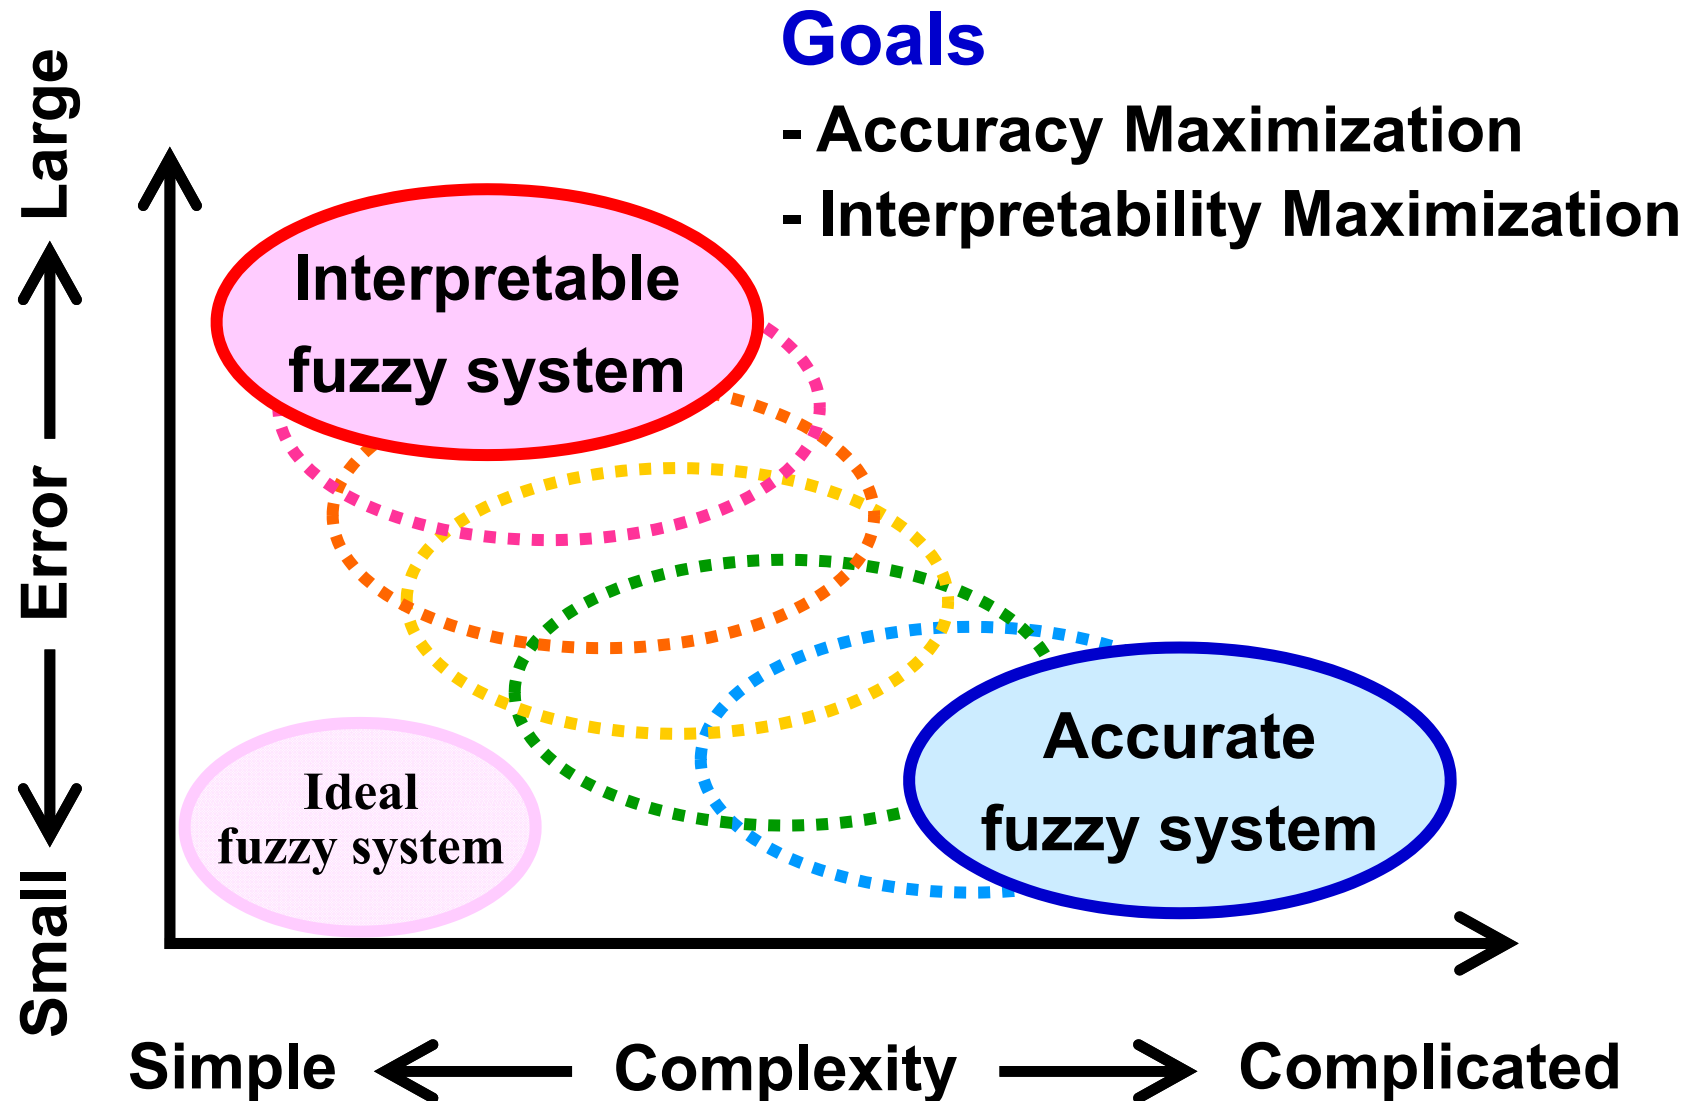 Goals
- Accuracy Maximization
- Interpretability Maximization
Large
Error
Small
Interpretable
fuzzy system
Accurate
fuzzy system
Ideal
fuzzy system
Simple
Complexity
Complicated